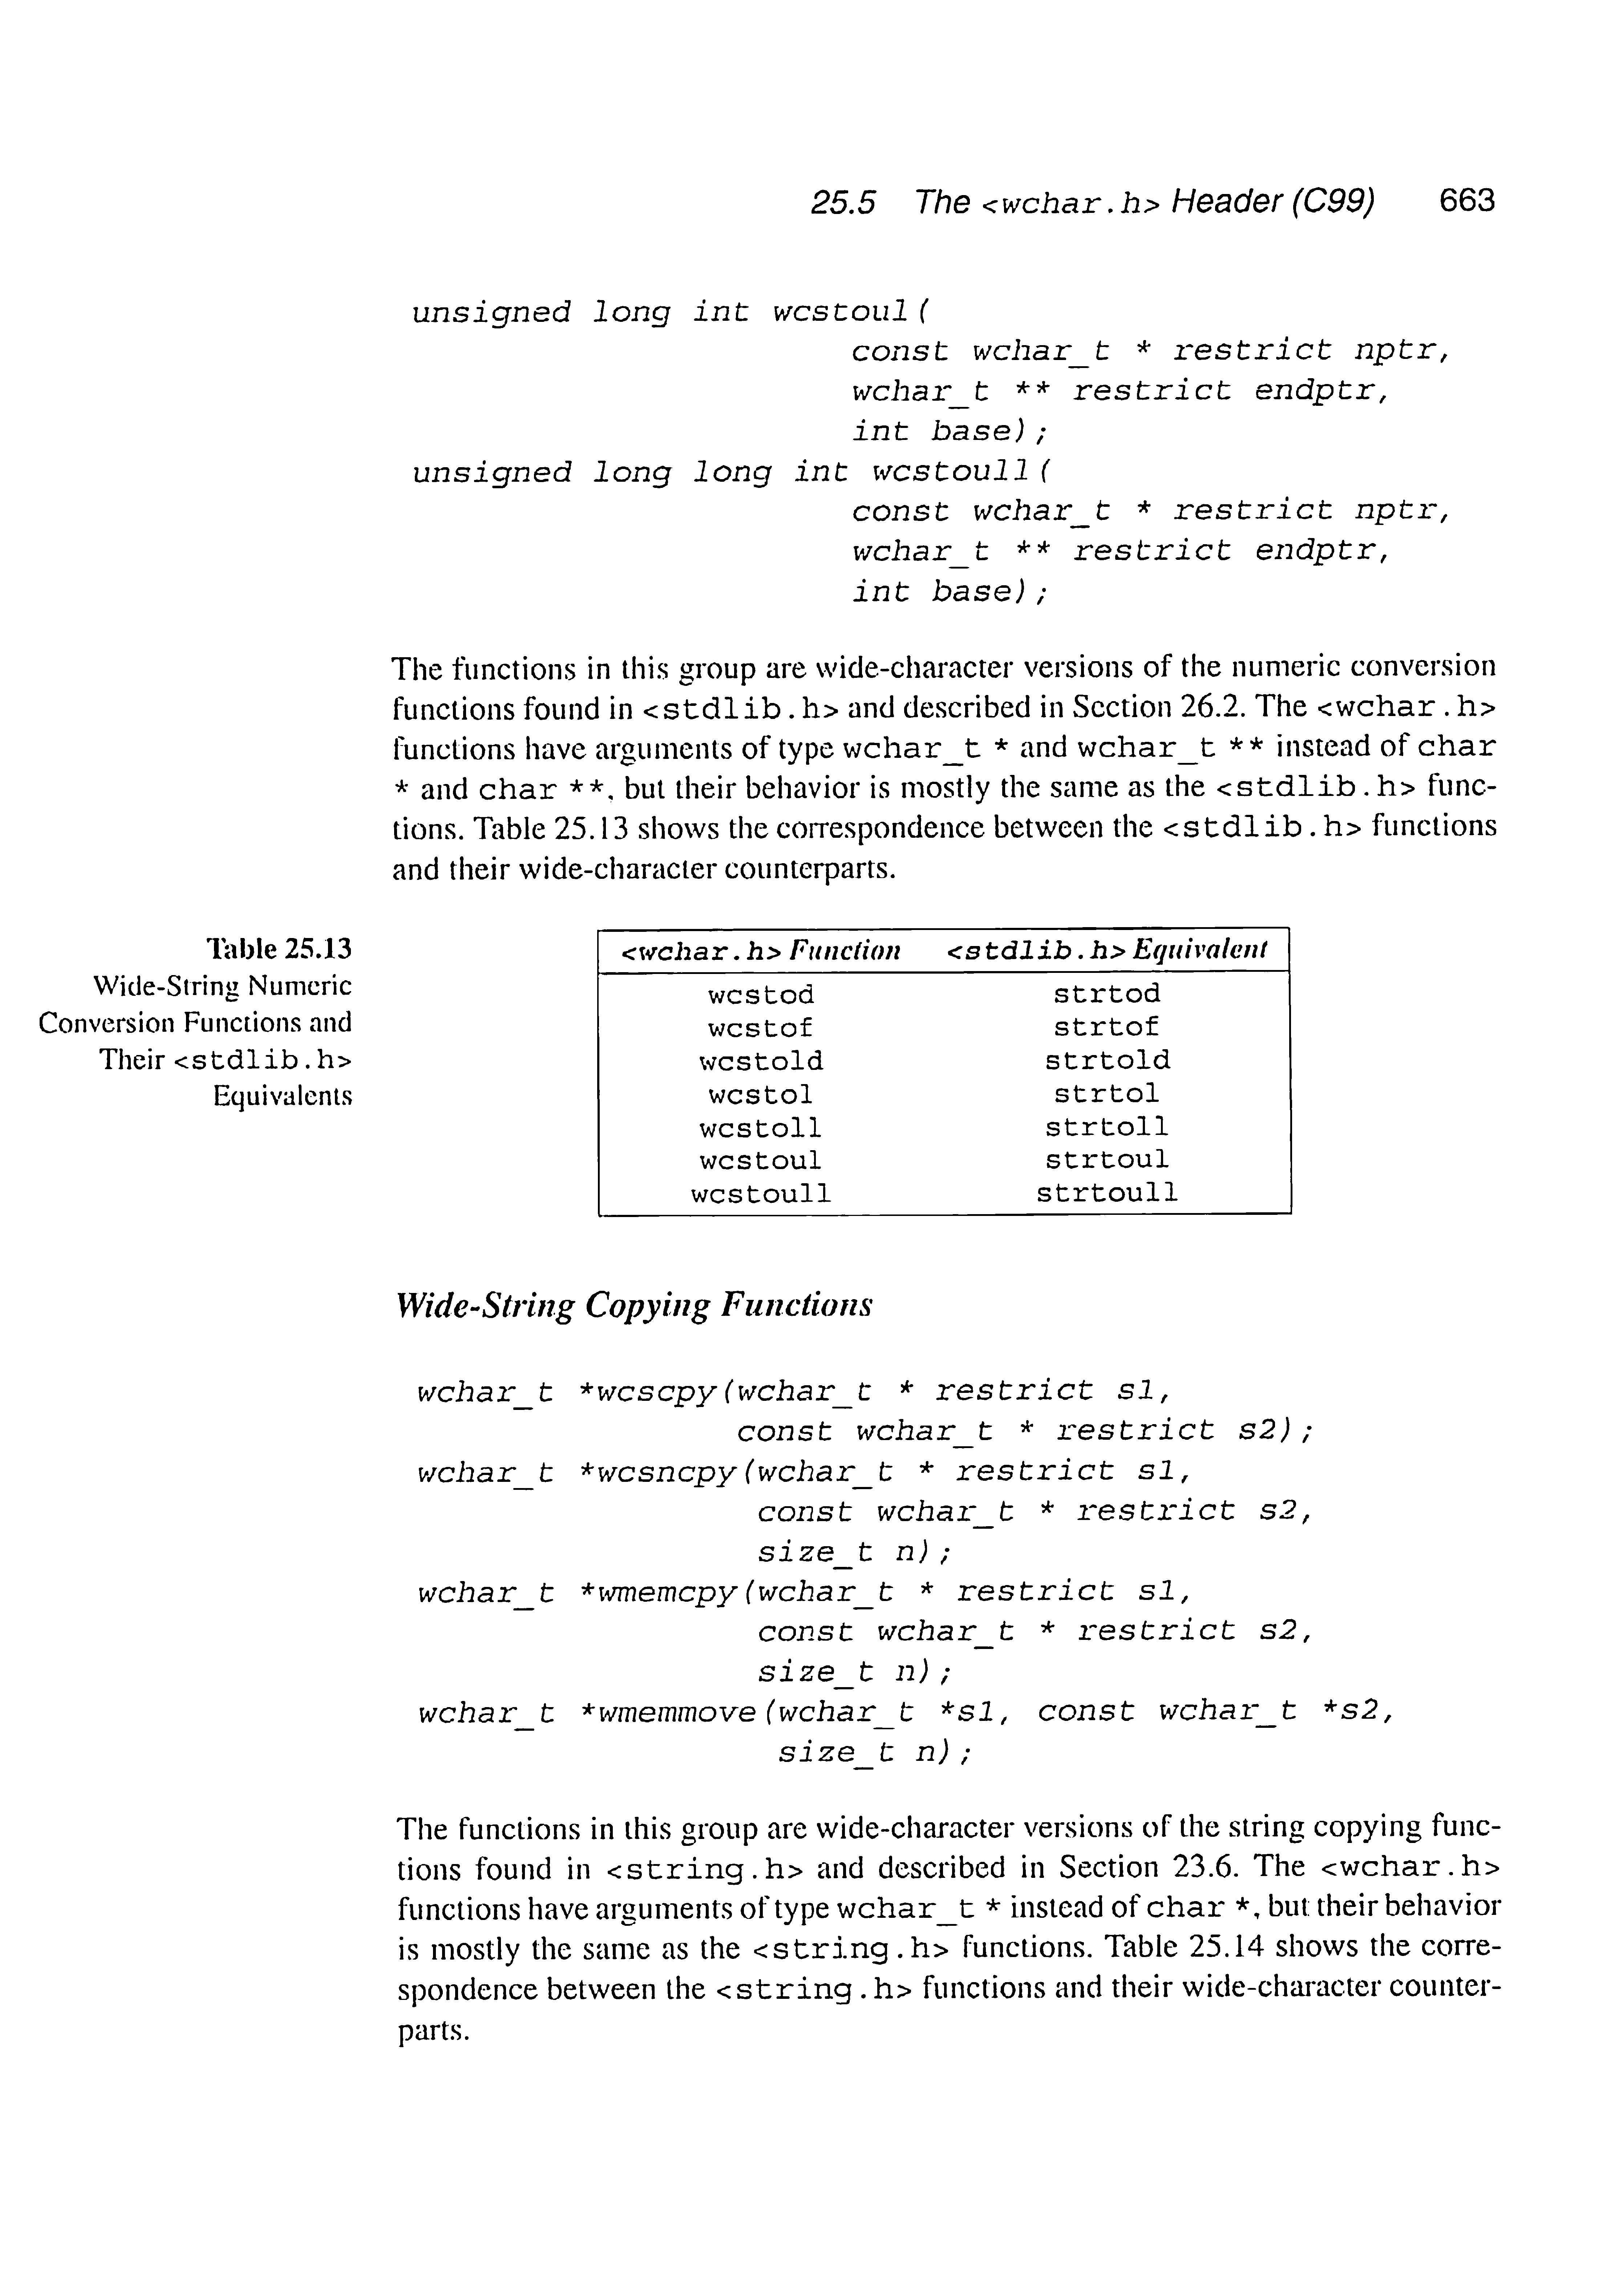 25.5 The <wchar.h> Header (C99) 663
unsigned long int wcstoul(
const wchar_t * restrict nptr,
wchar_t ** restrict endptr,
int base);
unsigned long long int wcstoull(
const wchar_t * restrict nptr,
wchar_t ** restrict endptr,
int base);
The functions in this group are wide-character versions of the numeric conversion
functions found in <stdlib.h> and described in Section 26.2. The <wchar.h>
functions have arguments of type wchar_t * and wchar_t ** instead of char
* and char **, but their behavior is mostly the same as the <stdlib.h> func-
tions. Table 25.13 shows the correspondence between the <stdlib.h> functions
and their wide-character counterparts.
Table 25.13
Wide-String Numeric
Conversion Functions and
Their <stdlib.h>
Equivalents
<wchar.h> Function <stdlib.h> Equivalent
wcstod strtod
wcstof strtof
wcstold strtold
wcstol strtol
wcstoll strtoll
wcstoul strtoul
wcstoull strtoull
Wide-String Copying Functions
wchar_t *wcscpy(wchar_t * restrict s1,
const wchar_t * restrict s2);
wchar_t *wcsncpy(wchar_t * restrict s1,
const wchar_t * restrict s2,
size_t n);
wchar_t *wmemcpy(wchar_t * restrict s1,
const wchar_t * restrict s2,
size_t n);
wchar_t *wmemmove(wchar_t *s1, const wchar_t *s2,
size_t n);
The functions in this group are wide-character versions of the string copying func-
tions found in <string.h> and described in Section 23.6. The <wchar.h>
functions have arguments of type wchar_t * instead of char *, but their behavior
is mostly the same as the <string.h> functions. Table 25.14 shows the corre-
spondence between the <string.h> functions and their wide-character counter-
parts.